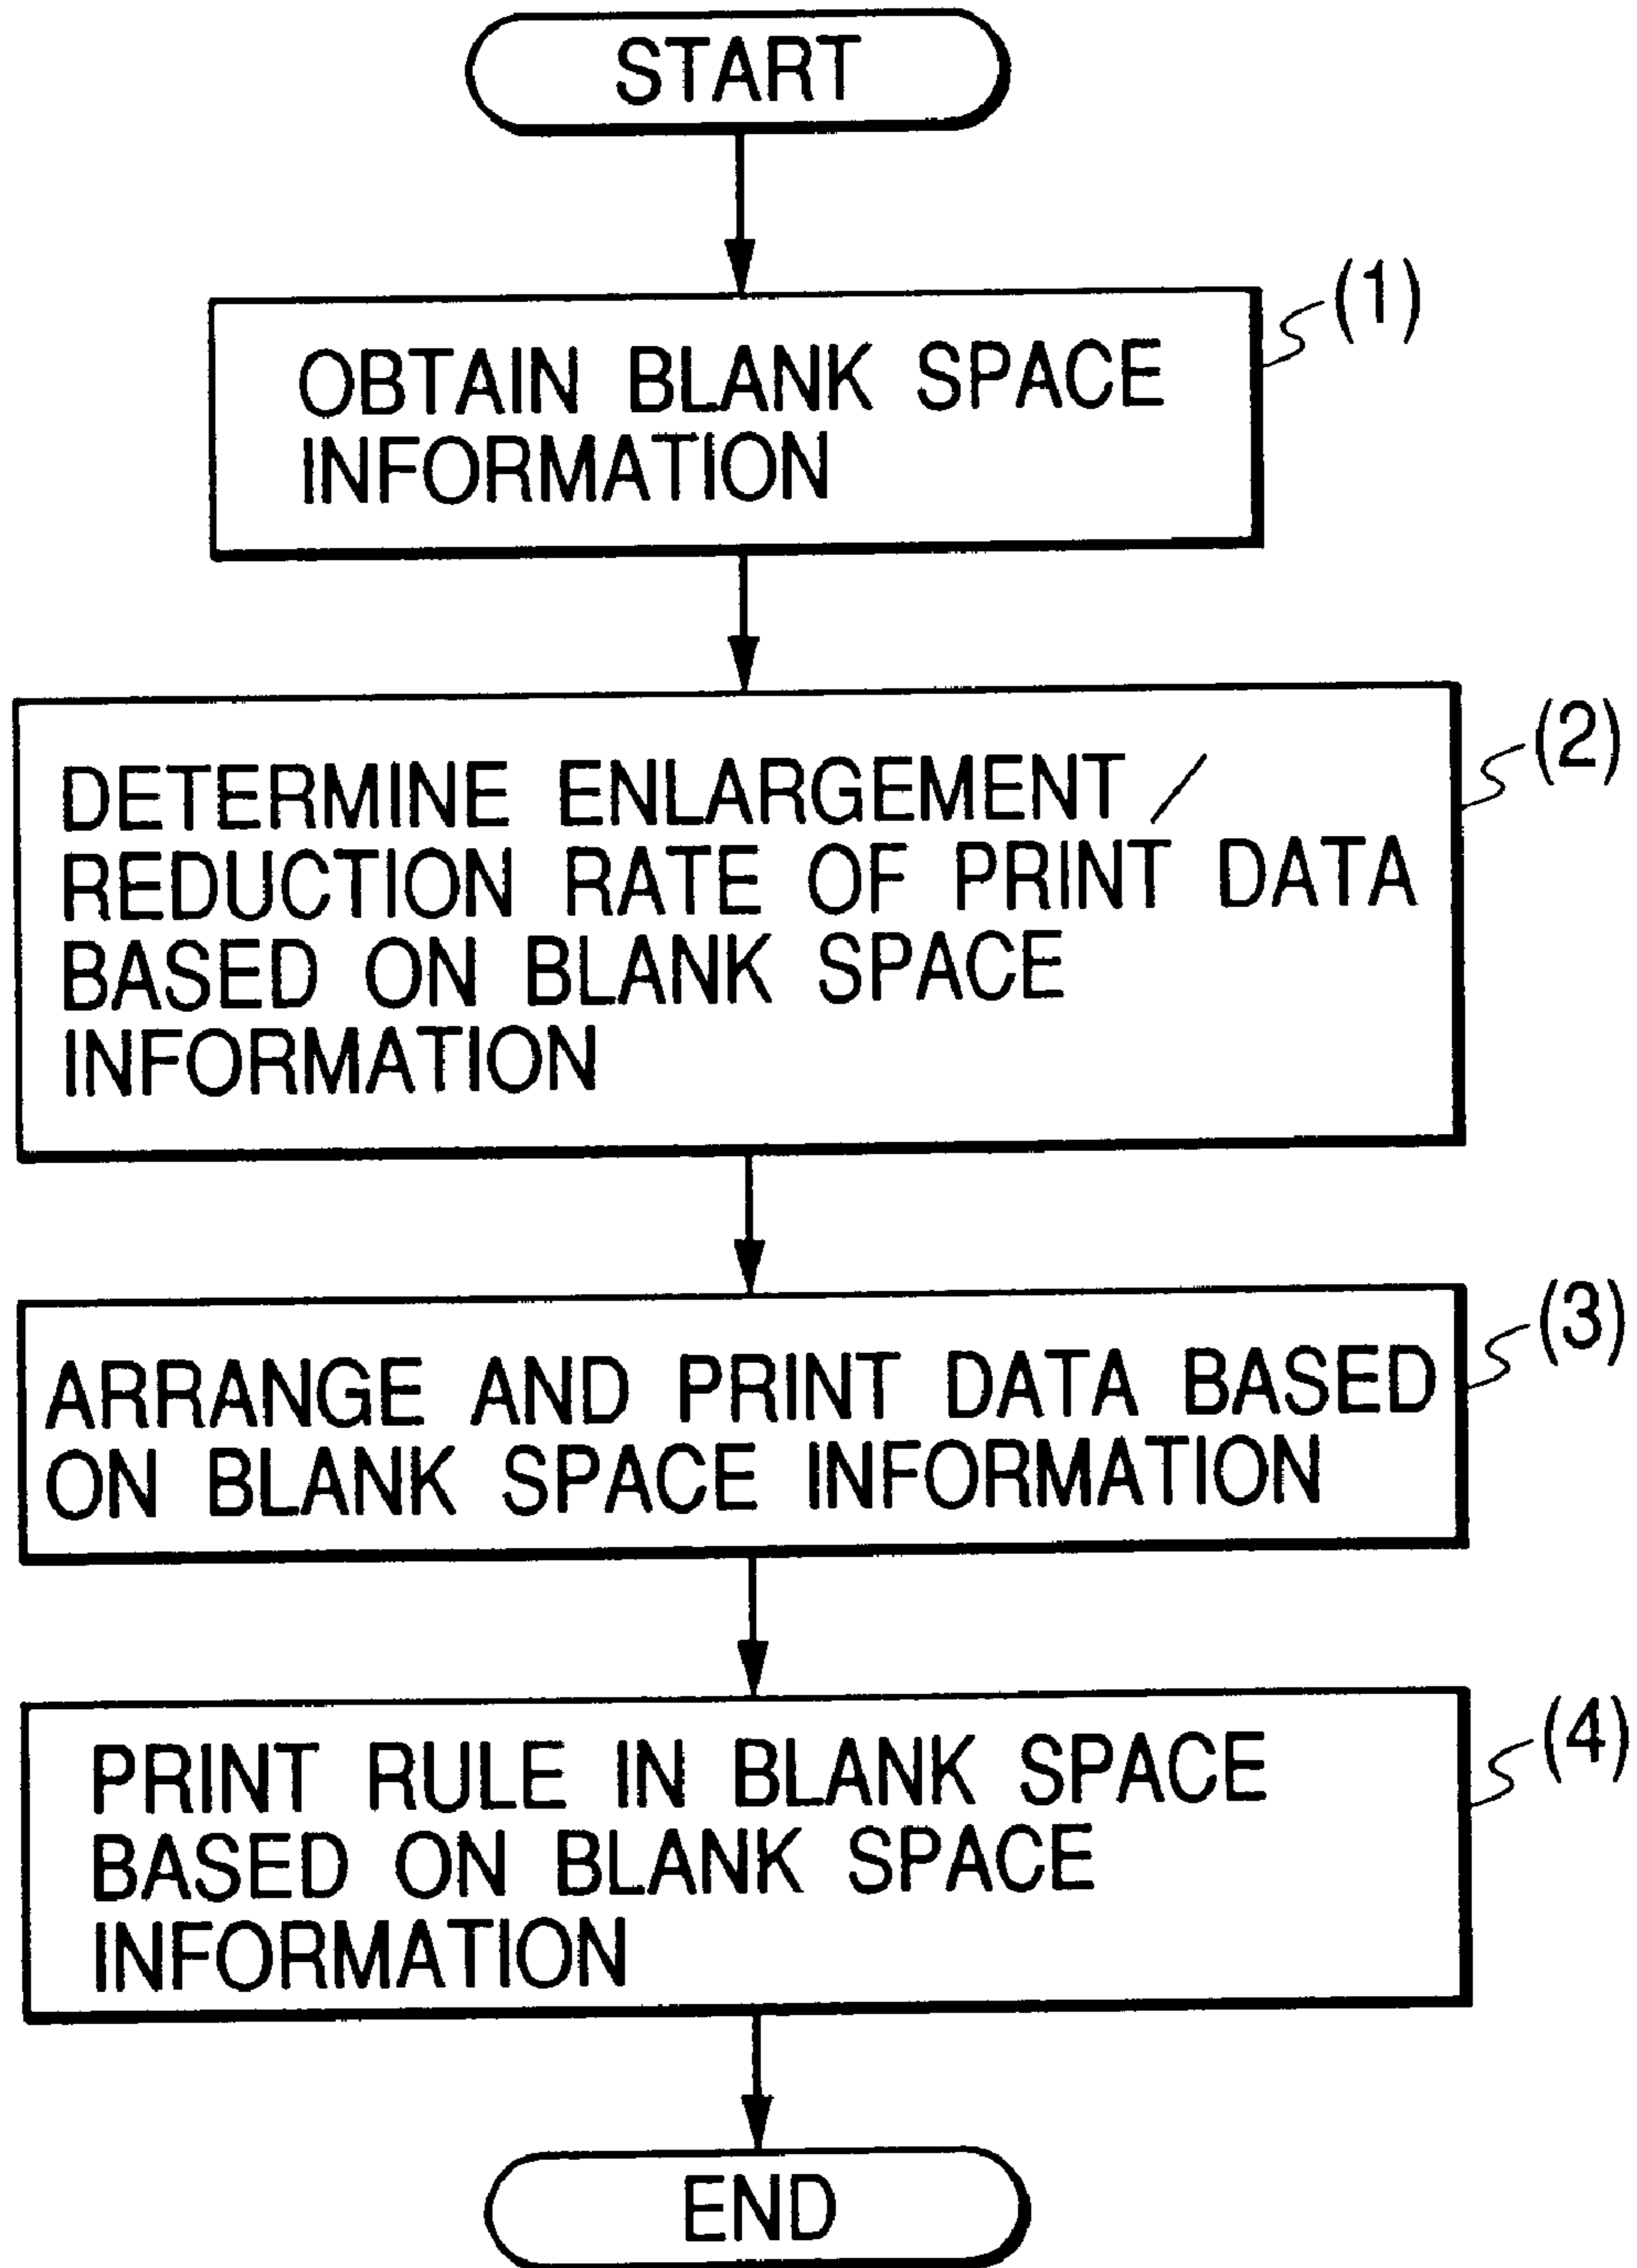 START
(1)
OBTAIN BLANK SPACE
INFORMATION
(2)
DETERMINE ENLARGEMENT /
REDUCTION RATE OF PRINT DATA
BASED ON BLANK SPACE
INFORMATION
(3)
ARRANGE AND PRINT DATA BASED
ON BLANK SPACE INFORMATION
(4)
PRINT RULE IN BLANK SPACE
BASED ON BLANK SPACE
INFORMATION
END